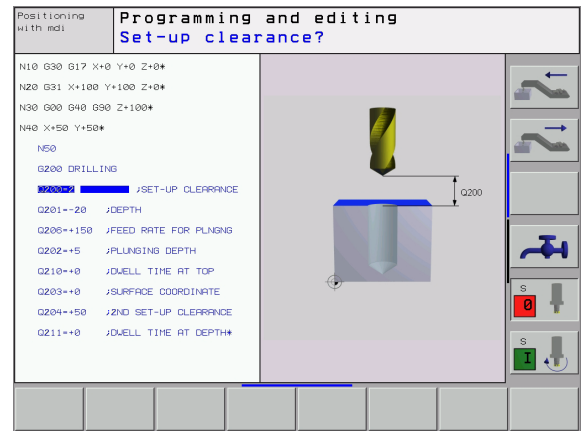 Positioning
with mdi
Programming and editing
Set-up clearance?
N10 G30 G17 X+0 Y+0 Z+0*
N20 G31 X+100 Y+100 Z+0*
N30 G00 G40 G90 Z+100*
N40 X+50 Y+50*
N50
G200 DRILLING
Q200=2 ;SET-UP CLEARANCE
Q201=-20 ;DEPTH
Q206=+150 ;FEED RATE FOR PLNGNG
Q202=+5 ;PLUNGING DEPTH
Q210=+0 ;DWELL TIME AT TOP
Q203=+0 ;SURFACE COORDINATE
Q204=+50 ;2ND SET-UP CLEARANCE
Q211=+0 ;DWELL TIME AT DEPTH*
Q200
S
0
S
I